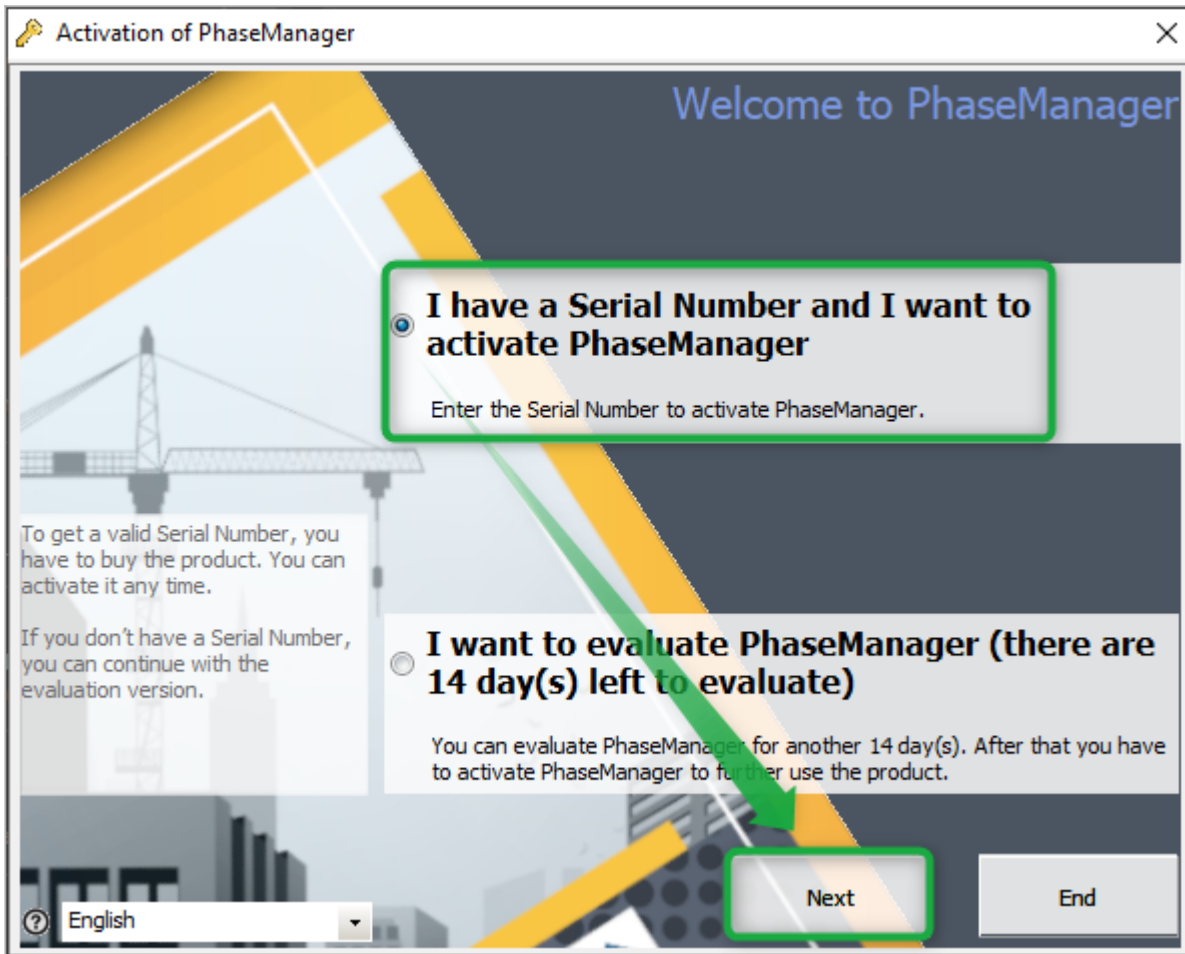 Activation of PhaseManager
Welcome to PhaseManager
I have a Serial Number and I want to
activate PhaseManager
Enter the Serial Number to activate PhaseManager.
To get a valid Serial Number, you
have to buy the product. You can
activate it any time.
If you don't have a Serial Number,
you can continue with the
evaluation version.
I want to evaluate PhaseManager (there are
14 day(s) left to evaluate)
You can evaluate PhaseManager for another 14 day(s). After that you have
to activate PhaseManager to further use the product.
English
Next
End